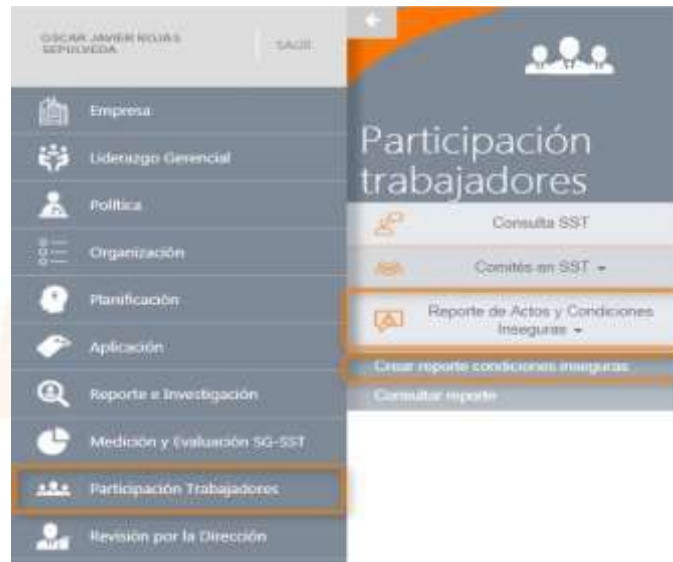 OSCAR JAVIER ROJAS
SEPULVEDA
SALIR
Empresa
Liderazgo Gerencial
Política
Organización
Planificación
Aplicación
Reporte e Investigación
Medición y Evaluación SG-SST
Participación Trabajadores
Revisión por la Dirección
Participación
trabajadores
Consulta SST
Comités en SST
Reporte de Actos y Condiciones
Inseguras
Crear reporte condiciones inseguras
Consultar reporte